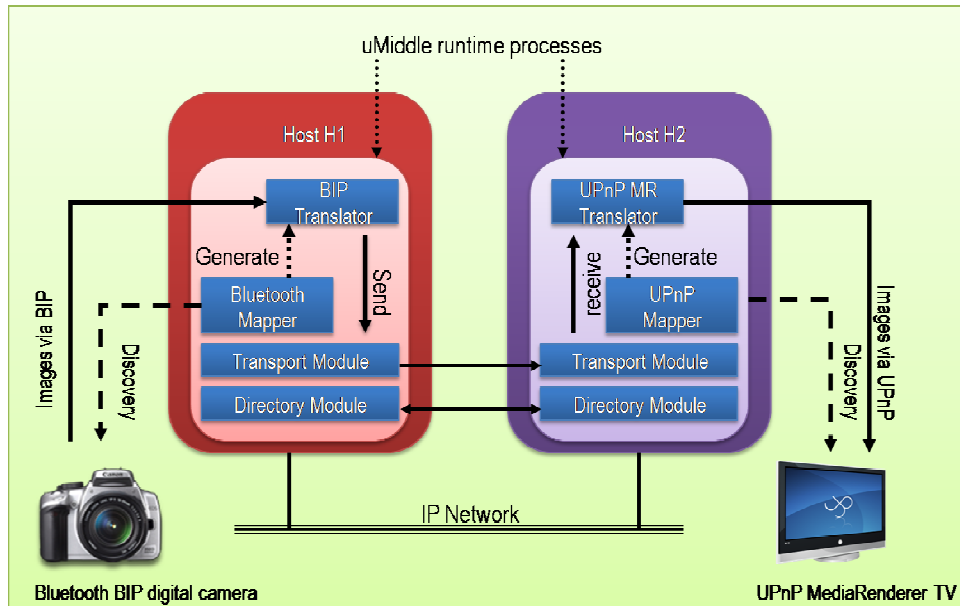 uMiddle runtime processes
Host H1
Host H2
BIP
Translator
UPnP MR
Translator
Generate
Send
receive
Generate
Bluetooth
Mapper
UPnP
Mapper
Images via BIP
Discovery
Transport Module
Transport Module
Discovery
Images via UPnP
Directory Module
Directory Module
Canon
IP Network
Bluetooth BIP digital camera
UPnP MediaRenderer TV